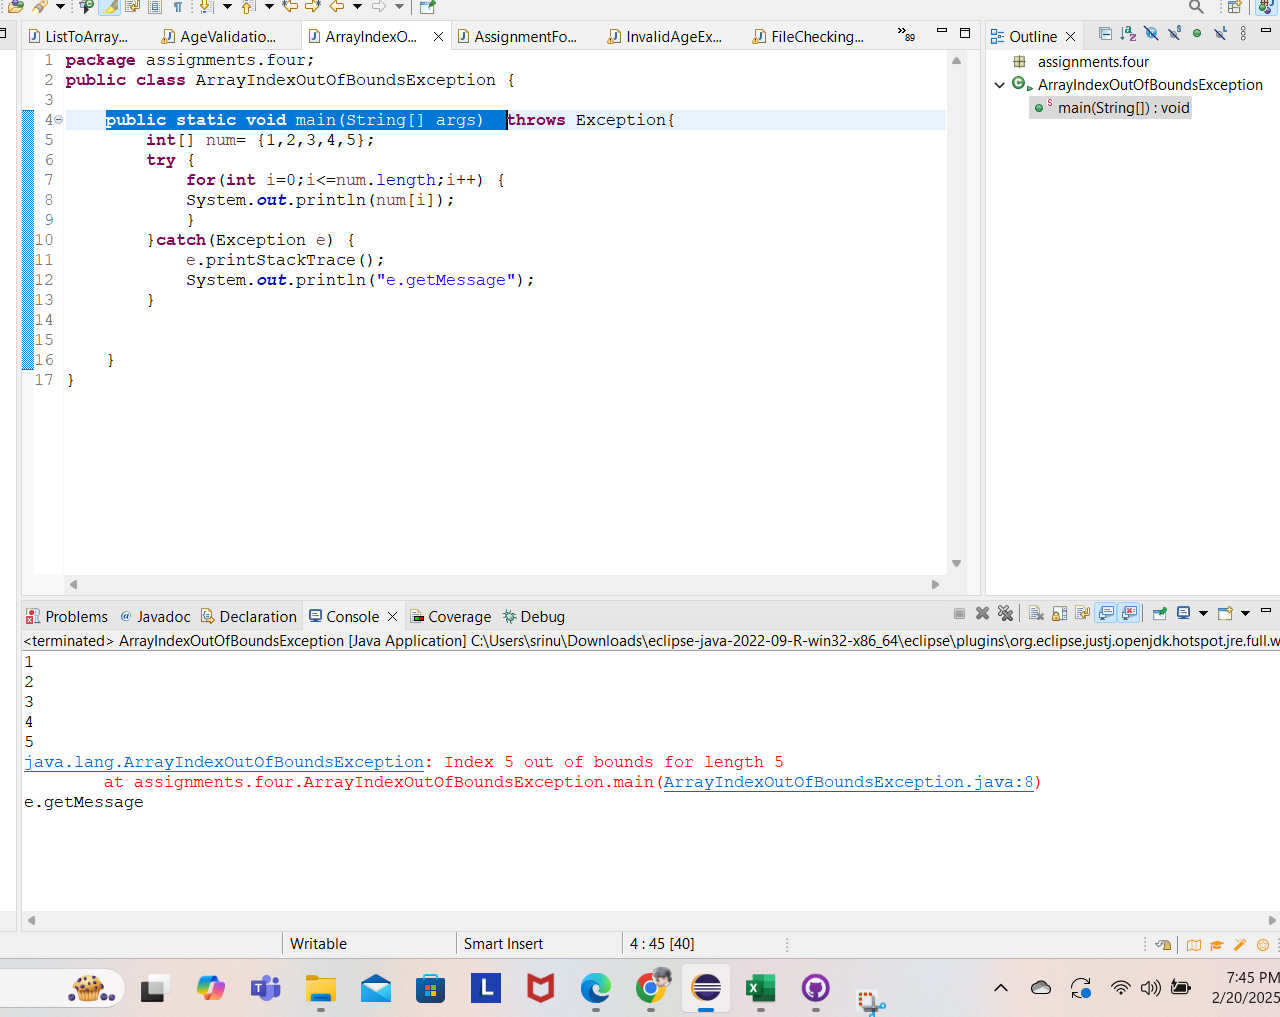 ListToArray...
AgeValidatio...
ArrayIndexO...
AssignmentFo...
InvalidAgeEx...
FileChecking...
»89
1 package assignments.four;
2 public class ArrayIndexOutOfBoundsException {
3
4 public static void main(String[] args)  throws Exception{
5 int[] num= {1,2,3,4,5};
6 try {
7 for(int i=0;i<=num.length;i++) {
8 System.out.println(num[i]);
9 }
10 }catch(Exception e) {
11 e.printStackTrace();
12 System.out.println("e.getMessage");
13 }
14
15
16 }
17 }
Outline
assignments.four
ArrayIndexOutOfBoundsException
main(String[]) : void
Problems @ Javadoc Declaration Console Coverage Debug
<terminated> ArrayIndexOutOfBoundsException [Java Application] C:\Users\srinu\Downloads\eclipse-java-2022-09-R-win32-x86_64\eclipse\plugins\org.eclipse.justj.openjdk.hotspot.jre.full.w
1
2
3
4
5
java.lang.ArrayIndexOutOfBoundsException: Index 5 out of bounds for length 5
at assignments.four.ArrayIndexOutOfBoundsException.main(ArrayIndexOutOfBoundsException.java:8)
e.getMessage
Writable
Smart Insert
4 : 45 [40]
7:45 PM
2/20/2025